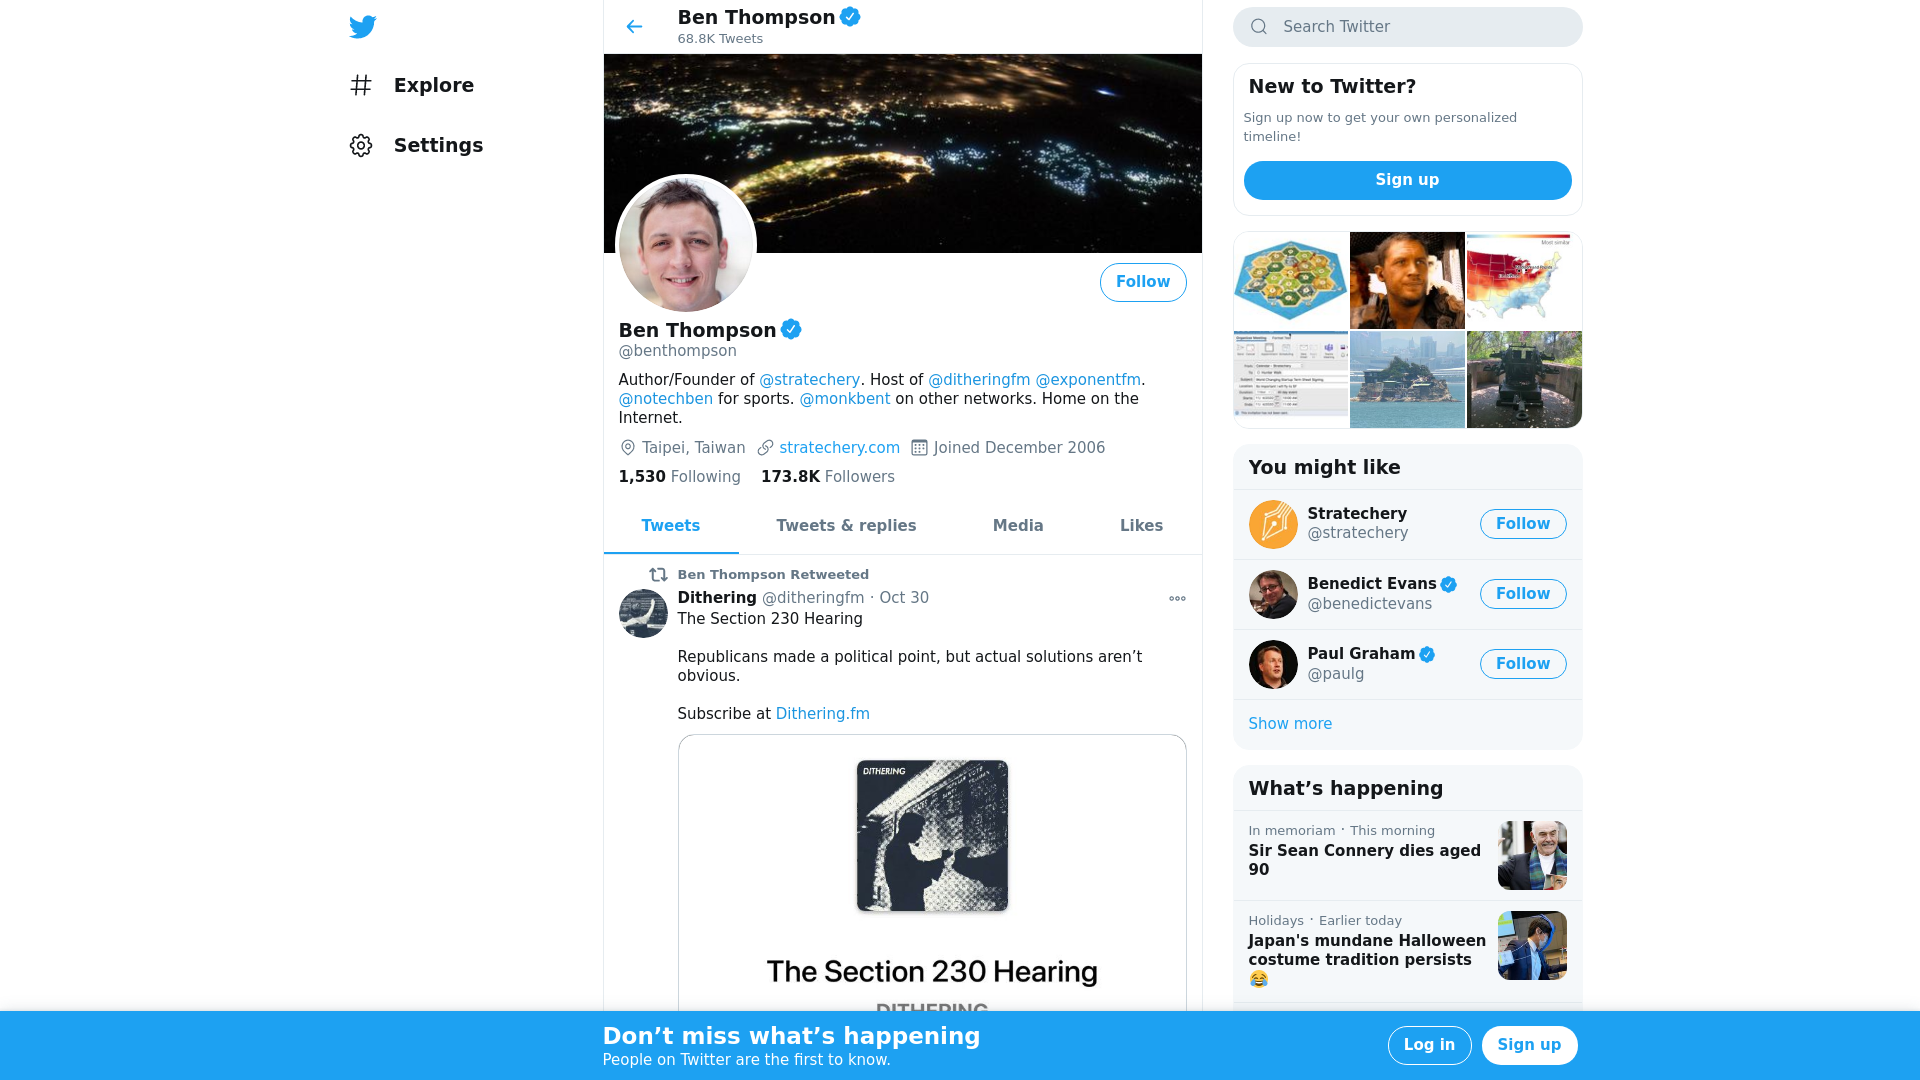 Explore
Settings
Ben Thompson
68.8K Tweets
Follow
Ben Thompson
@benthompson
Author/Founder of @stratechery. Host of @ditheringfm @exponentfm.
@notechben for sports. @monkbent on other networks. Home on the
Internet.
Taipei, Taiwan stratechery.com Joined December 2006
1,530 Following 173.8K Followers
Tweets Tweets & replies Media Likes
Ben Thompson Retweeted
Dithering @ditheringfm · Oct 30
The Section 230 Hearing
Republicans made a political point, but actual solutions aren’t
obvious.
Subscribe at Dithering.fm
DITHERING
The Section 230 Hearing
DITHERING
Search Twitter
New to Twitter?
Sign up now to get your own personalized
timeline!
Sign up
Most similar
You might like
Stratechery
@stratechery
Follow
Benedict Evans
@benedictevans
Follow
Paul Graham
@paulg
Follow
Show more
What’s happening
In memoriam · This morning
Sir Sean Connery dies aged
90
Holidays · Earlier today
Japan's mundane Halloween
costume tradition persists
😂
Don’t miss what’s happening
People on Twitter are the first to know.
Log in
Sign up